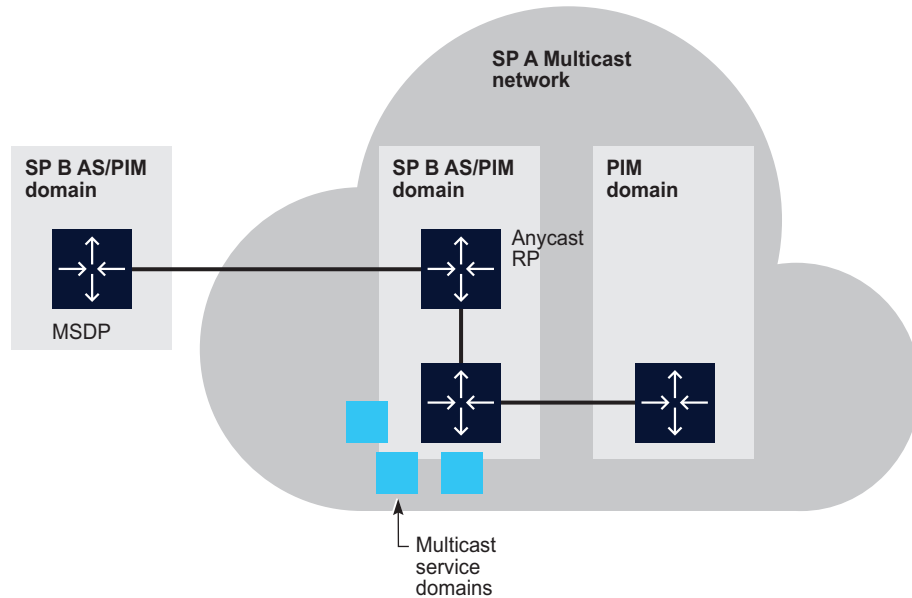 SP A Multicast
network
SP B AS/PIM
domain
MSDP
SP B AS/PIM
domain
Anycast
RP
PIM
domain
Multicast
service
domains